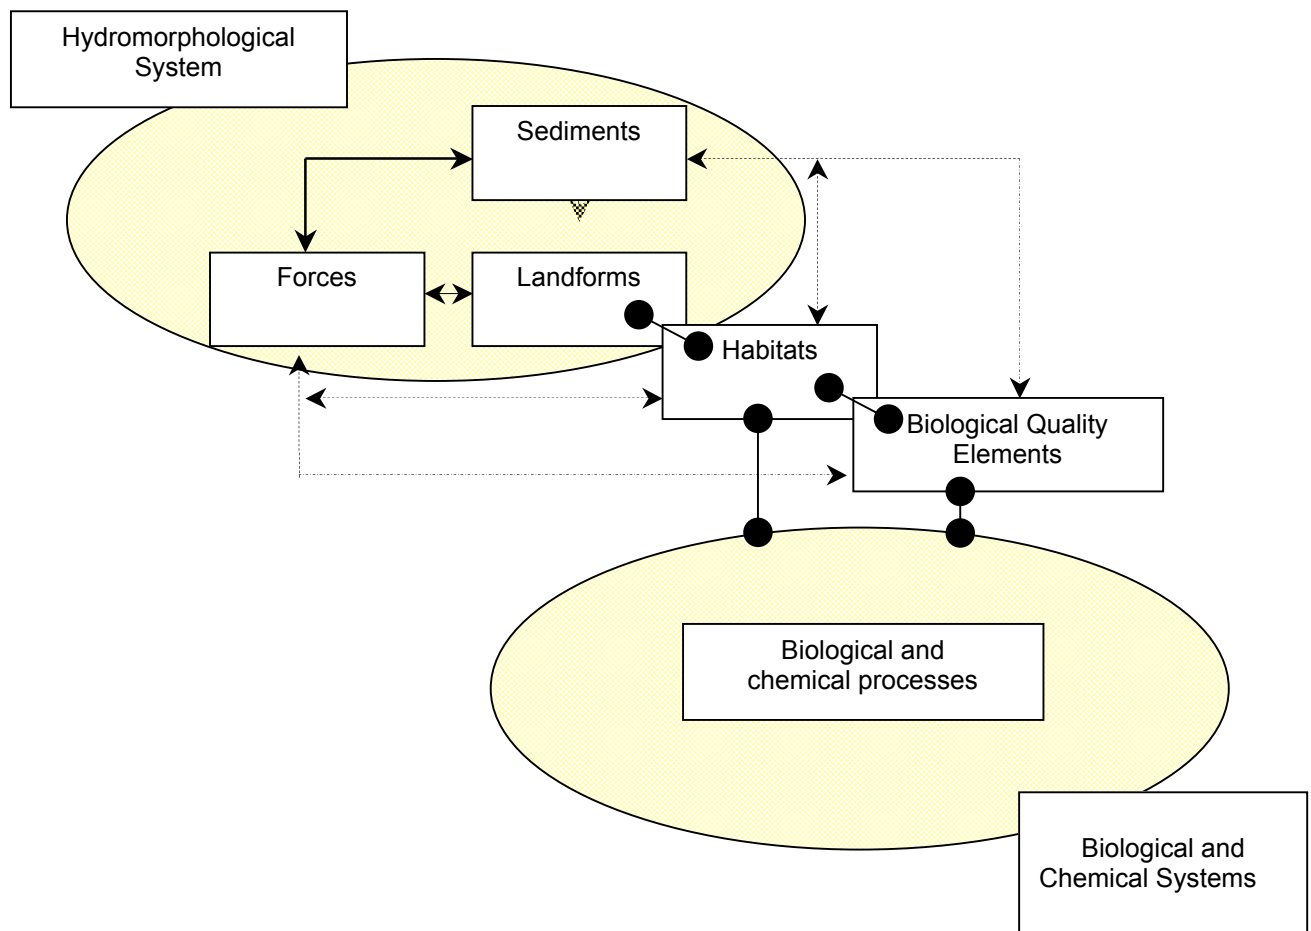 Hydromorphological
System
Sediments
Forces
Landforms
Habitats
Biological Quality
Elements
Biological and
chemical processes
Biological and
Chemical Systems